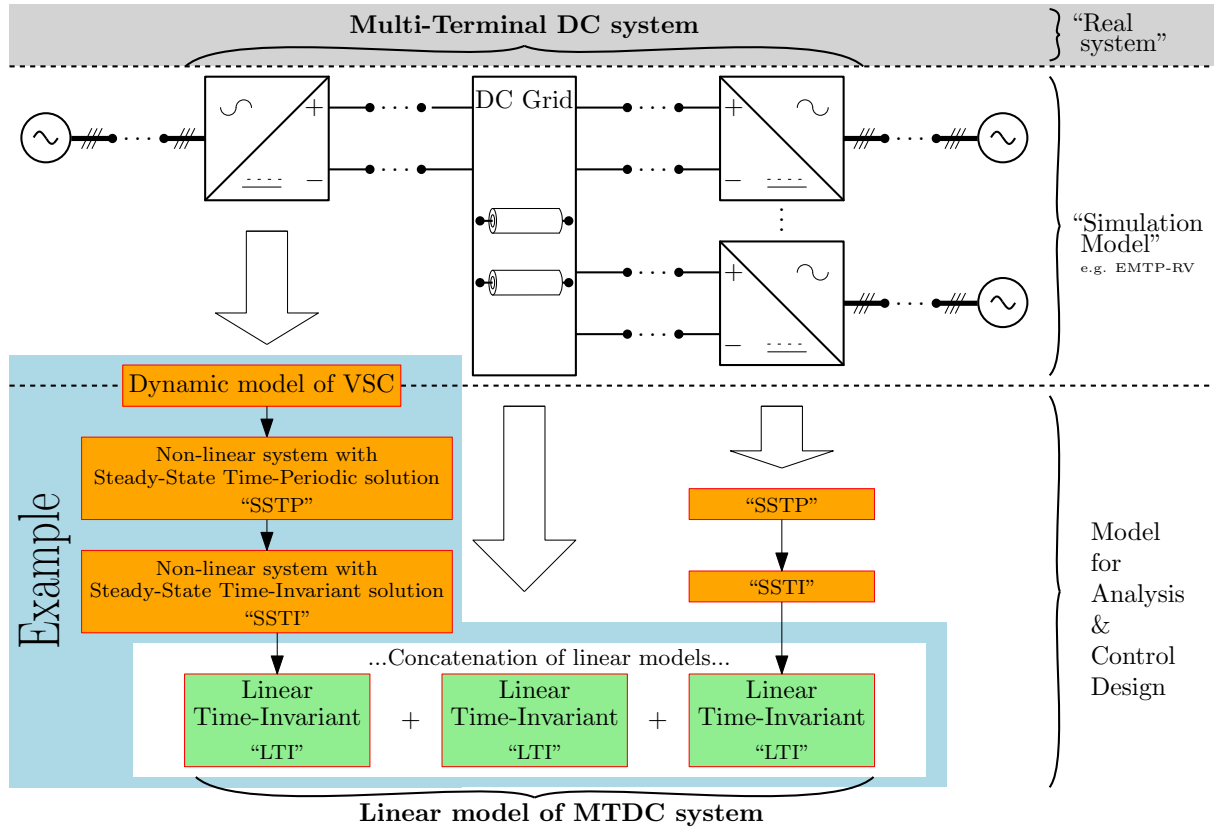 Multi-Terminal DC system
“Real
system”
DC Grid
+
−
+
−
+
−
“Simulation
Model”
e.g. EMTP-RV
Dynamic model of VSC
Non-linear system with
Steady-State Time-Periodic solution
“SSTP”
Non-linear system with
Steady-State Time-Invariant solution
“SSTI”
Example
“SSTP”
“SSTI”
...Concatenation of linear models...
Linear
Time-Invariant
“LTI”
+
Linear
Time-Invariant
“LTI”
+
Linear
Time-Invariant
“LTI”
Linear model of MTDC system
Model
for
Analysis
&
Control
Design